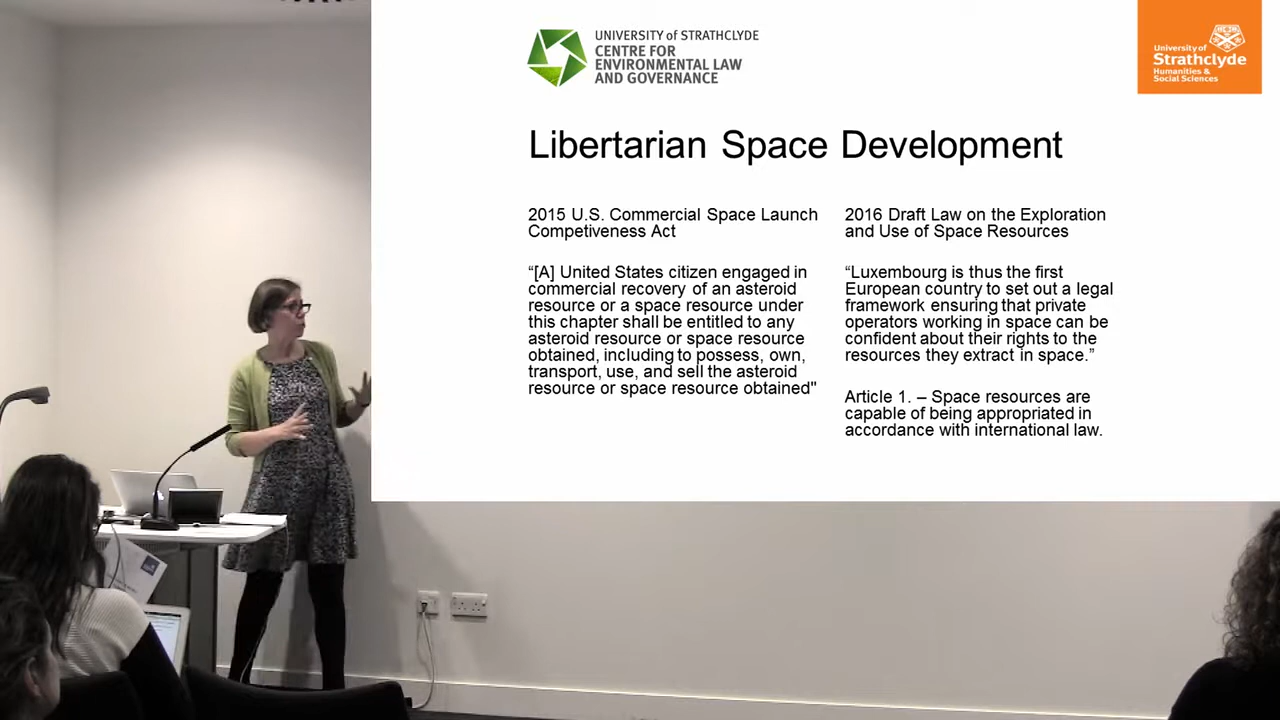 UNIVERSITY of STRATHCLYDE
CENTRE FOR
ENVIRONMENTAL LAW
AND GOVERNANCE
University of
Strathclyde
Humanities &
Social Sciences
Libertarian Space Development
2015 U.S. Commercial Space Launch
Competiveness Act
“[A] United States citizen engaged in
commercial recovery of an asteroid
resource or a space resource under
this chapter shall be entitled to any
asteroid resource or space resource
obtained, including to possess, own,
transport, use, and sell the asteroid
resource or space resource obtained"
2016 Draft Law on the Exploration
and Use of Space Resources
“Luxembourg is thus the first
European country to set out a legal
framework ensuring that private
operators working in space can be
confident about their rights to the
resources they extract in space.”
Article 1. – Space resources are
capable of being appropriated in
accordance with international law.